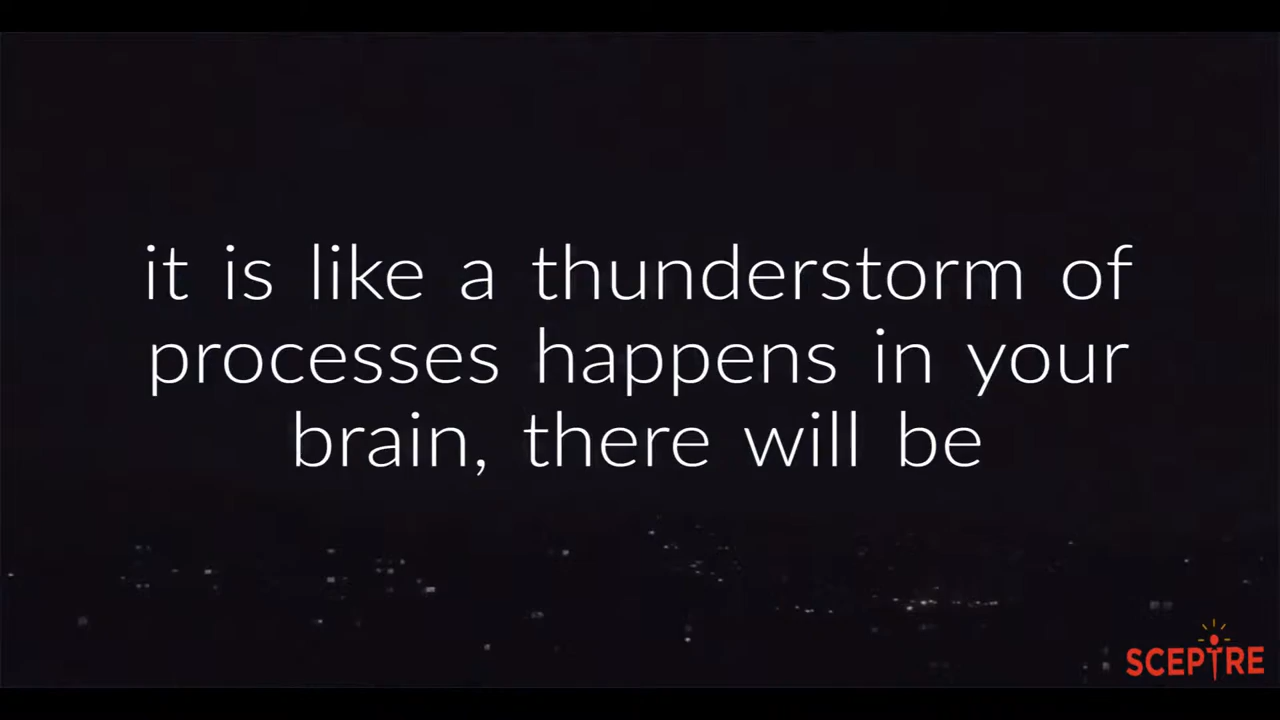 it is like a thunderstorm of
processes happens in your
brain, there will be
SCEPTRE